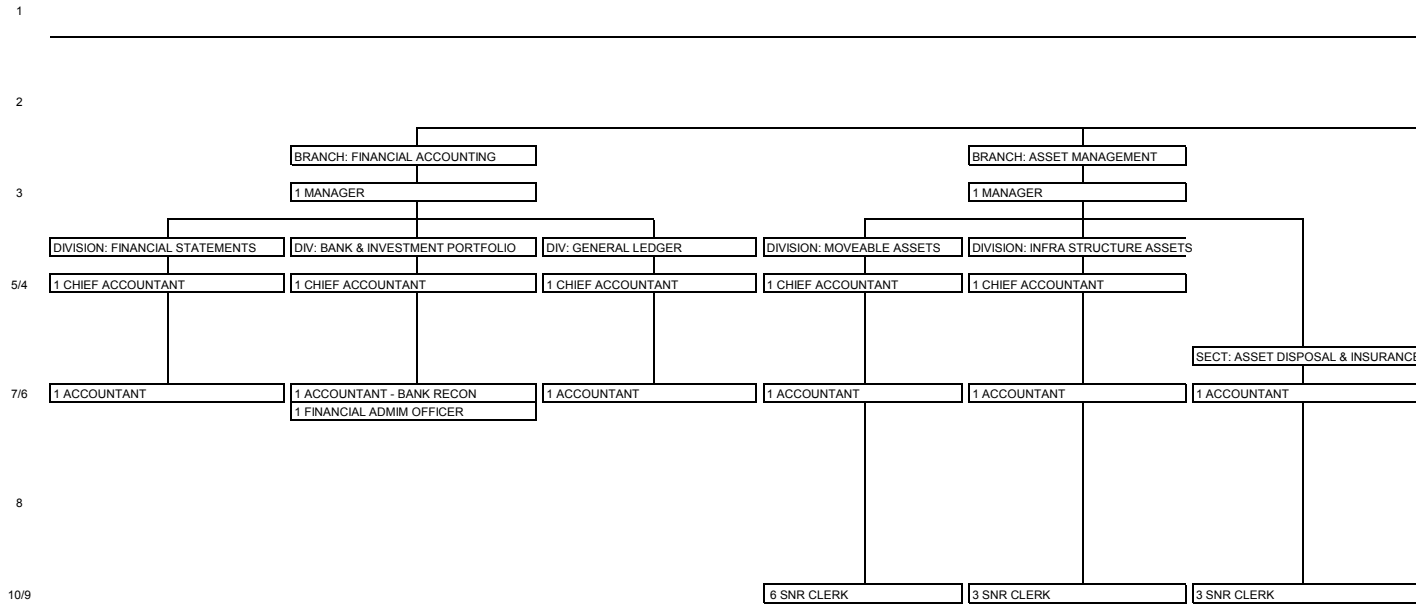 1
2
BRANCH: FINANCIAL ACCOUNTING
BRANCH: ASSET MANAGEMENT
3
1 MANAGER
1 MANAGER
DIVISION: FINANCIAL STATEMENTS
DIV: BANK & INVESTMENT PORTFOLIO
DIV: GENERAL LEDGER
DIVISION: MOVEABLE ASSETS
DIVISION: INFRA STRUCTURE ASSETS
5/4
1 CHIEF ACCOUNTANT
1 CHIEF ACCOUNTANT
1 CHIEF ACCOUNTANT
1 CHIEF ACCOUNTANT
1 CHIEF ACCOUNTANT
SECT: ASSET DISPOSAL & INSURANCE
7/6
1 ACCOUNTANT
1 ACCOUNTANT - BANK RECON
1 ACCOUNTANT
1 ACCOUNTANT
1 ACCOUNTANT
1 ACCOUNTANT
1 FINANCIAL ADMIM OFFICER
8
10/9
6 SNR CLERK
3 SNR CLERK
3 SNR CLERK